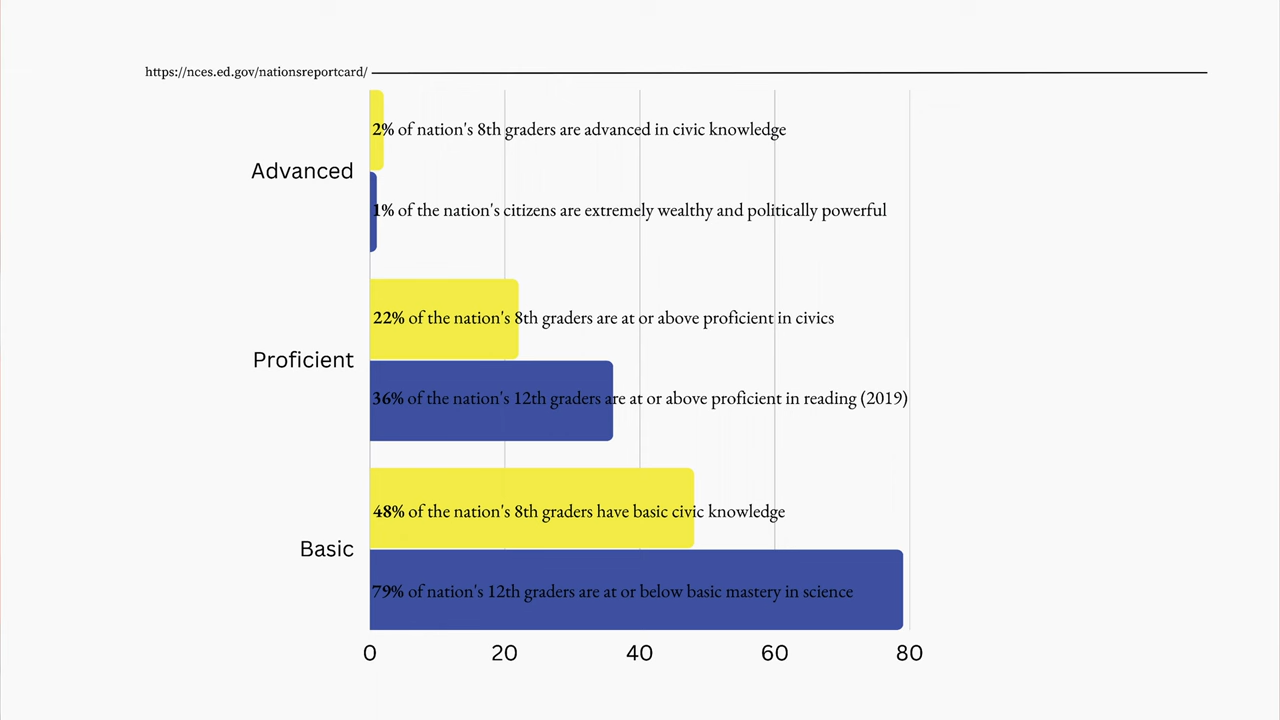 https://nces.ed.gov/nationsreportcard/
Advanced
2% of nation's 8th graders are advanced in civic knowledge
1% of the nation's citizens are extremely wealthy and politically powerful
Proficient
22% of the nation's 8th graders are at or above proficient in civics
36% of the nation's 12th graders are at or above proficient in reading (2019)
Basic
48% of the nation's 8th graders have basic civic knowledge
79% of nation's 12th graders are at or below basic mastery in science
0 20 40 60 80